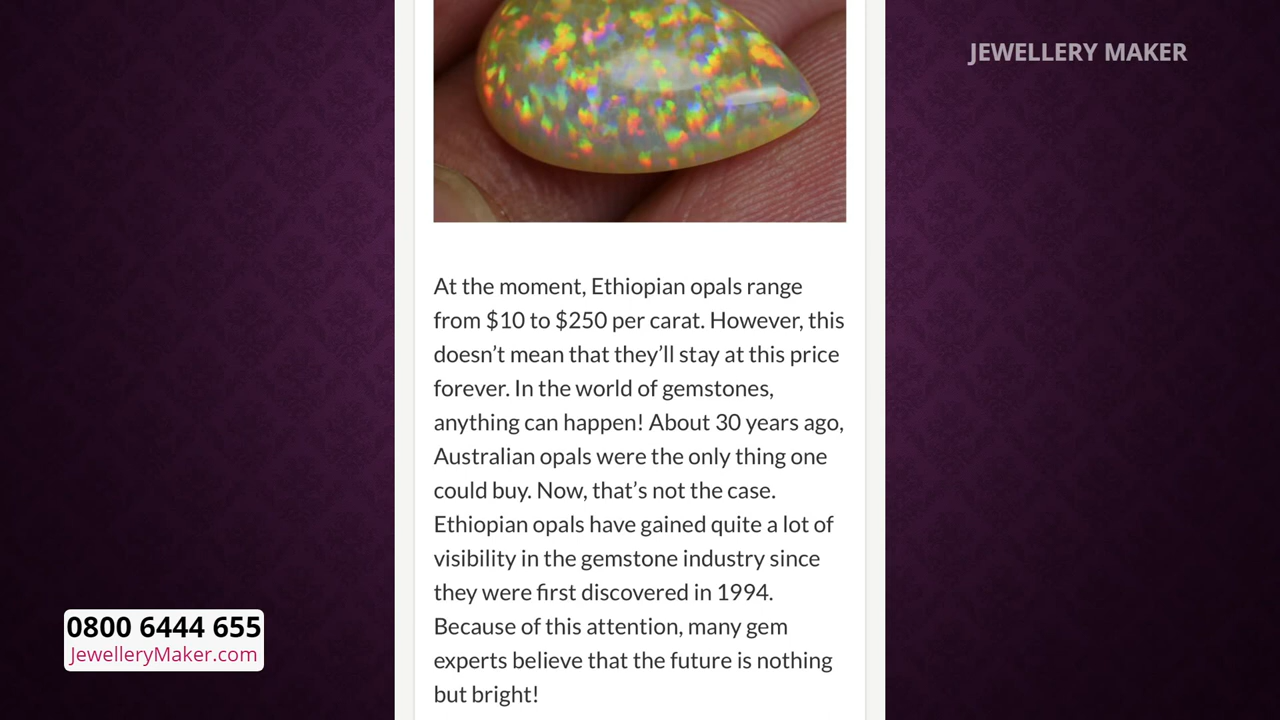 JEWELLERY MAKER
At the moment, Ethiopian opals range
from $10 to $250 per carat. However, this
doesn’t mean that they’ll stay at this price
forever. In the world of gemstones,
anything can happen! About 30 years ago,
Australian opals were the only thing one
could buy. Now, that’s not the case.
Ethiopian opals have gained quite a lot of
visibility in the gemstone industry since
they were first discovered in 1994.
Because of this attention, many gem
experts believe that the future is nothing
but bright!
0800 6444 655
JewelleryMaker.com